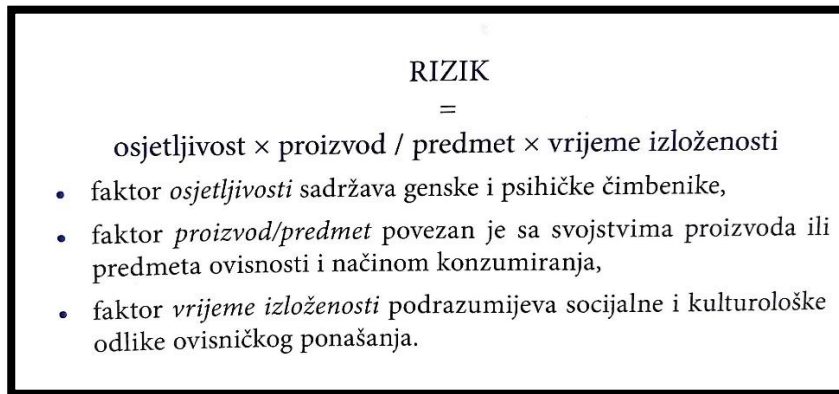 RIZIK
=
osjetljivost × proizvod / predmet × vrijeme izloženosti
• faktor osjetljivosti sadržava genske i psihičke čimbenike,
• faktor proizvod/predmet povezan je sa svojstvima proizvoda ili
predmeta ovisnosti i načinom konzumiranja,
• faktor vrijeme izloženosti podrazumijeva socijalne i kulturološke
odlike ovisničkog ponašanja.